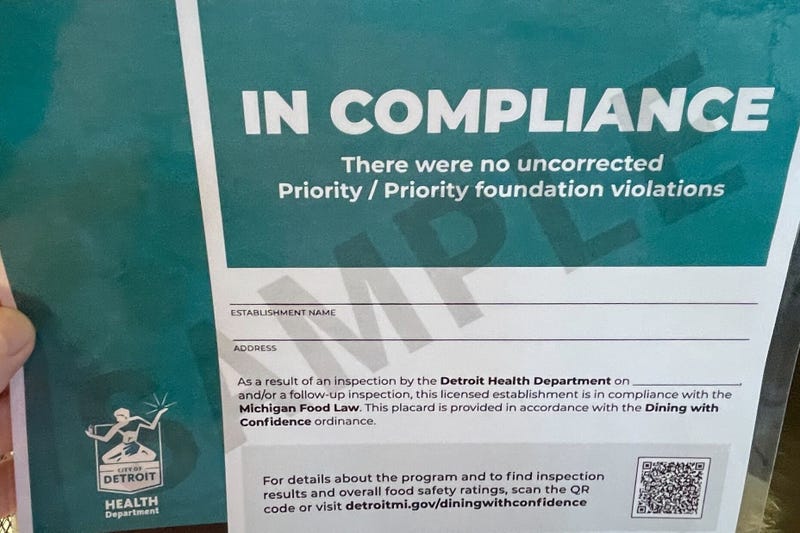 IN COMPLIANCE
There were no uncorrected
Priority / Priority foundation violations
SAMPLE
ESTABLISHMENT NAME
ADDRESS
As a result of an inspection by the Detroit Health Department on ____________________,
and/or a follow-up inspection, this licensed establishment is in compliance with the
Michigan Food Law. This placard is provided in accordance with the Dining with
Confidence ordinance.
CITY OF
DETROIT
HEALTH
Department
For details about the program and to find inspection
results and overall food safety ratings, scan the QR
code or visit detroitmi.gov/diningwithconfidence